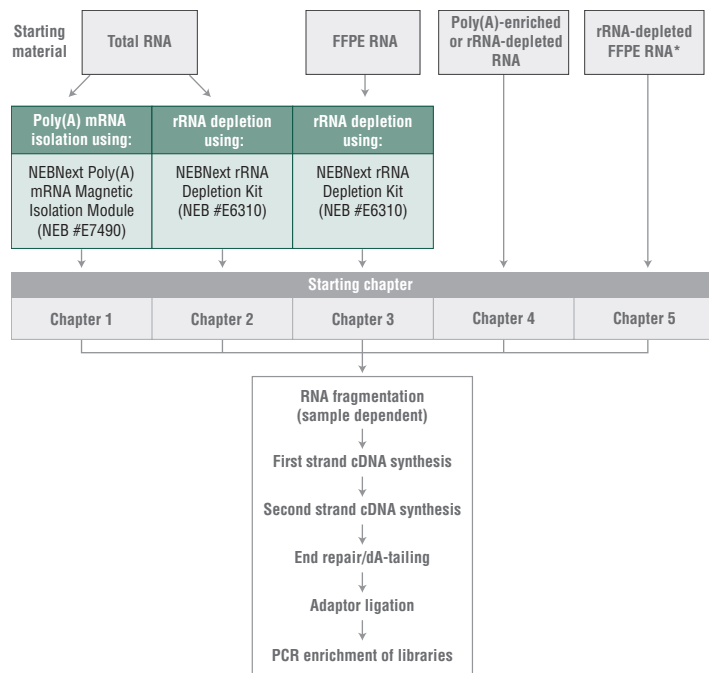 Starting
material
Total RNA
FFPE RNA
Poly(A)-enriched
or rRNA-depleted
RNA
rRNA-depleted
FFPE RNA*
Poly(A) mRNA
isolation using:
rRNA depletion
using:
rRNA depletion
using:
NEBNext Poly(A)
mRNA Magnetic
Isolation Module
(NEB #E7490)
NEBNext rRNA
Depletion Kit
(NEB #E6310)
NEBNext rRNA
Depletion Kit
(NEB #E6310)
Starting chapter
Chapter 1
Chapter 2
Chapter 3
Chapter 4
Chapter 5
RNA fragmentation
(sample dependent)
First strand cDNA synthesis
Second strand cDNA synthesis
End repair/dA-tailing
Adaptor ligation
PCR enrichment of libraries